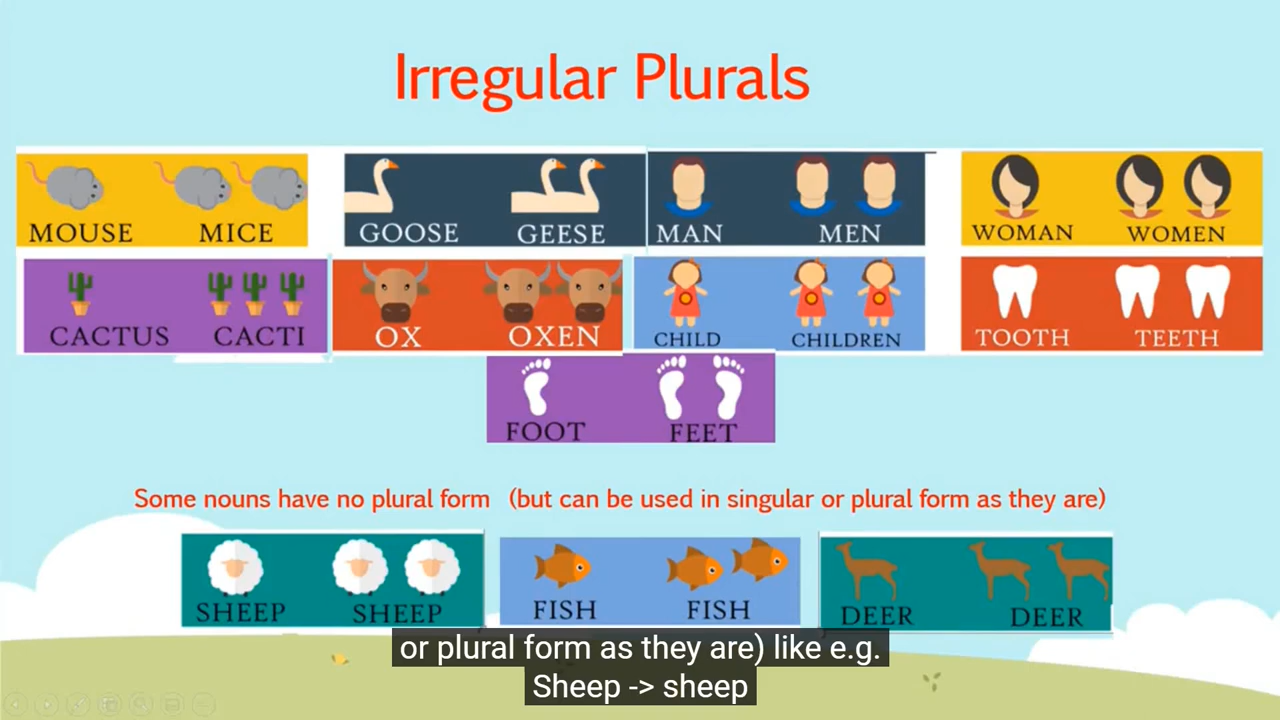 Irregular Plurals
MOUSE MICE
GOOSE GEESE
MAN MEN
WOMAN WOMEN
CACTUS CACTI
OX OXEN
CHILD CHILDREN
TOOTH TEETH
FOOT FEET
Some nouns have no plural form (but can be used in singular or plural form as they are)
SHEEP SHEEP
FISH FISH
DEER DEER
or plural form as they are) like e.g.
Sheep -> sheep